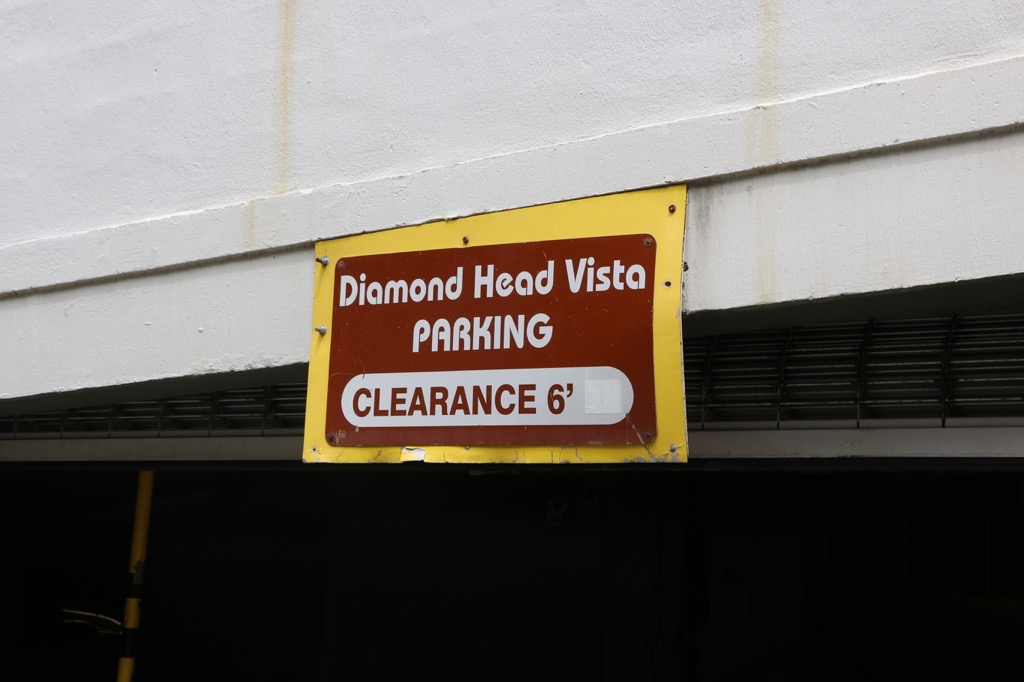 Diamond Head Vista
PARKING
CLEARANCE 6'